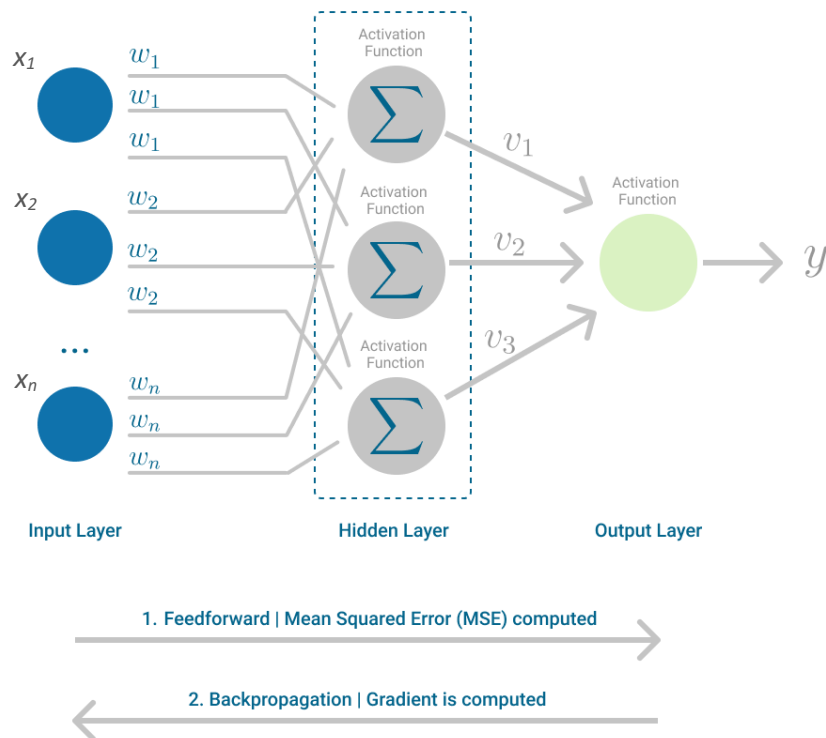 Activation
Function
x1
w1
w1
w1
∑
v1
x2
w2
w2
w2
Activation
Function
∑
v2
Activation
Function
y
...
Activation
Function
∑
v3
xn
wn
wn
wn
Input Layer
Hidden Layer
Output Layer
1. Feedforward | Mean Squared Error (MSE) computed
2. Backpropagation | Gradient is computed